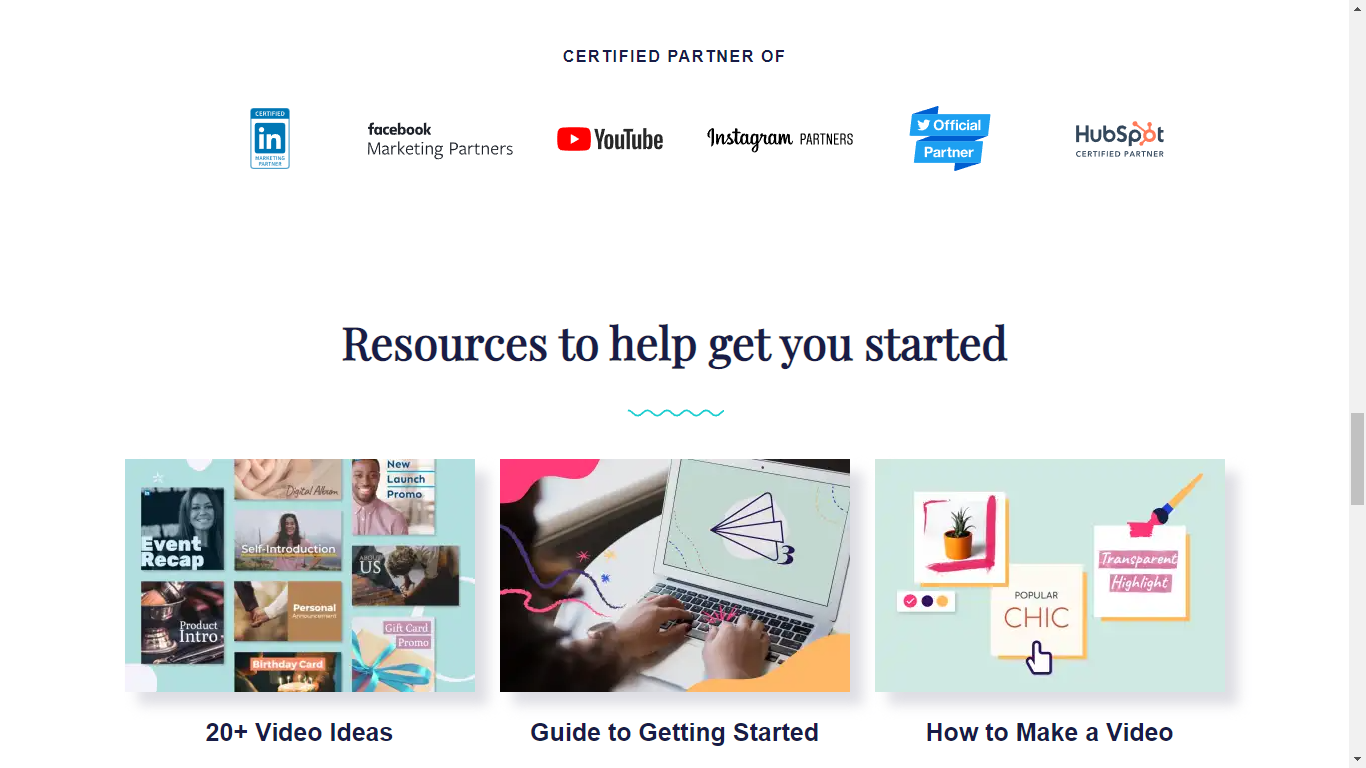 CERTIFIED PARTNER OF
CERTIFIED
in
MARKETING
PARTNER
facebook
Marketing Partners
YouTube
Instagram PARTNERS
Official
Partner
HubSpot
CERTIFIED PARTNER
Resources to help get you started
Event
Recap
Digital Album
New
Launch
Promo
Self-Introduction
ABOUT
US
Product
Intro
Personal
Announcement
Gift Card
Promo
Birthday Card
POPULAR
CHIC
Transparent
Highlight
20+ Video Ideas
Guide to Getting Started
How to Make a Video